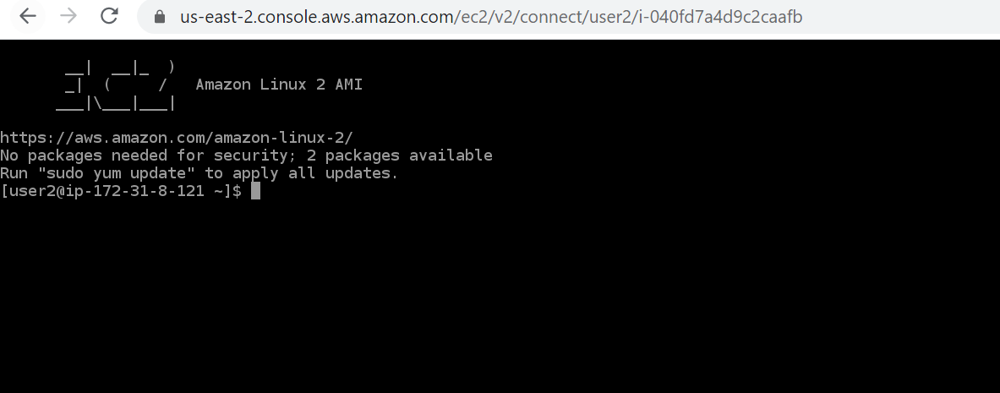 us-east-2.console.aws.amazon.com/ec2/v2/connect/user2/i-040fd7a4d9c2caafb
       __|  __|_  )
       _|  (     /   Amazon Linux 2 AMI
      ___|\___|___|
https://aws.amazon.com/amazon-linux-2/
No packages needed for security; 2 packages available
Run "sudo yum update" to apply all updates.
[user2@ip-172-31-8-121 ~]$